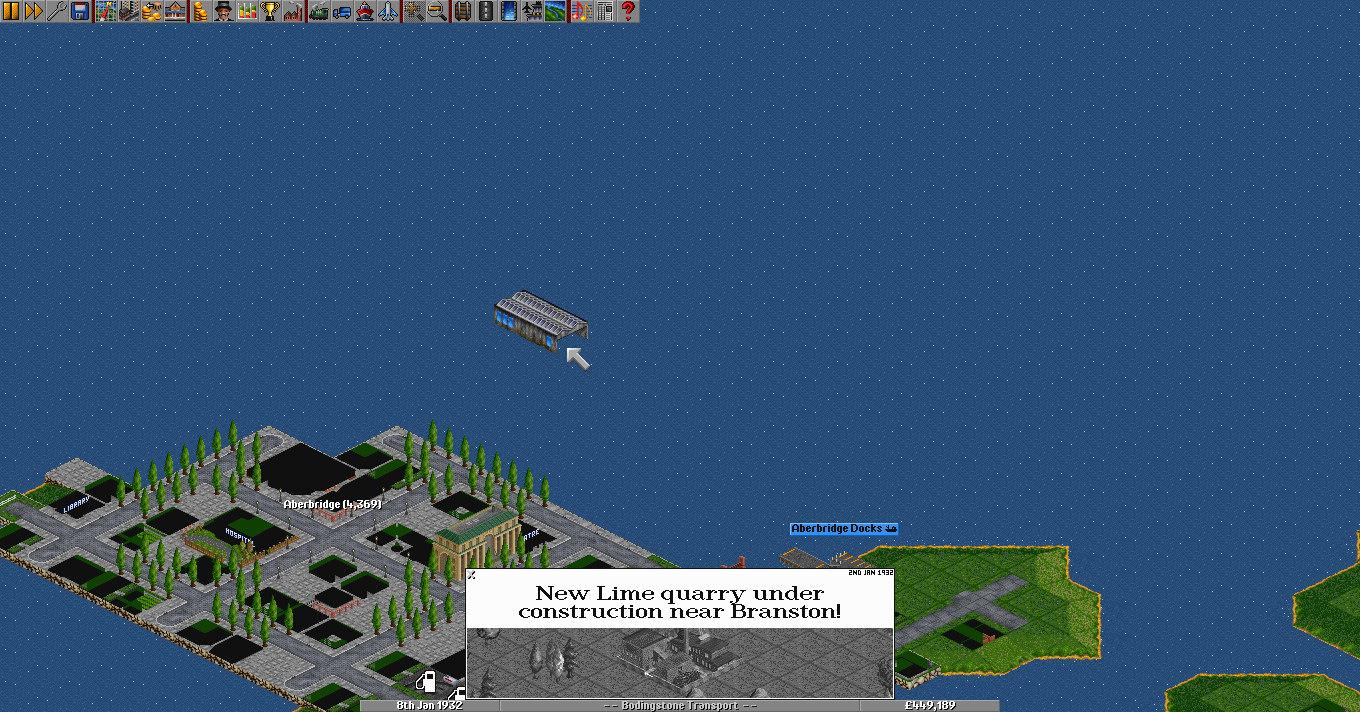 LIBRARY
Aberbridge (4,369)
HOSPITAL
ATRE
Aberbridge Docks
2ND JAN 1932
New Lime quarry under
construction near Branston!
8th Jan 1932
-- Bodingstone Transport --
£449,189